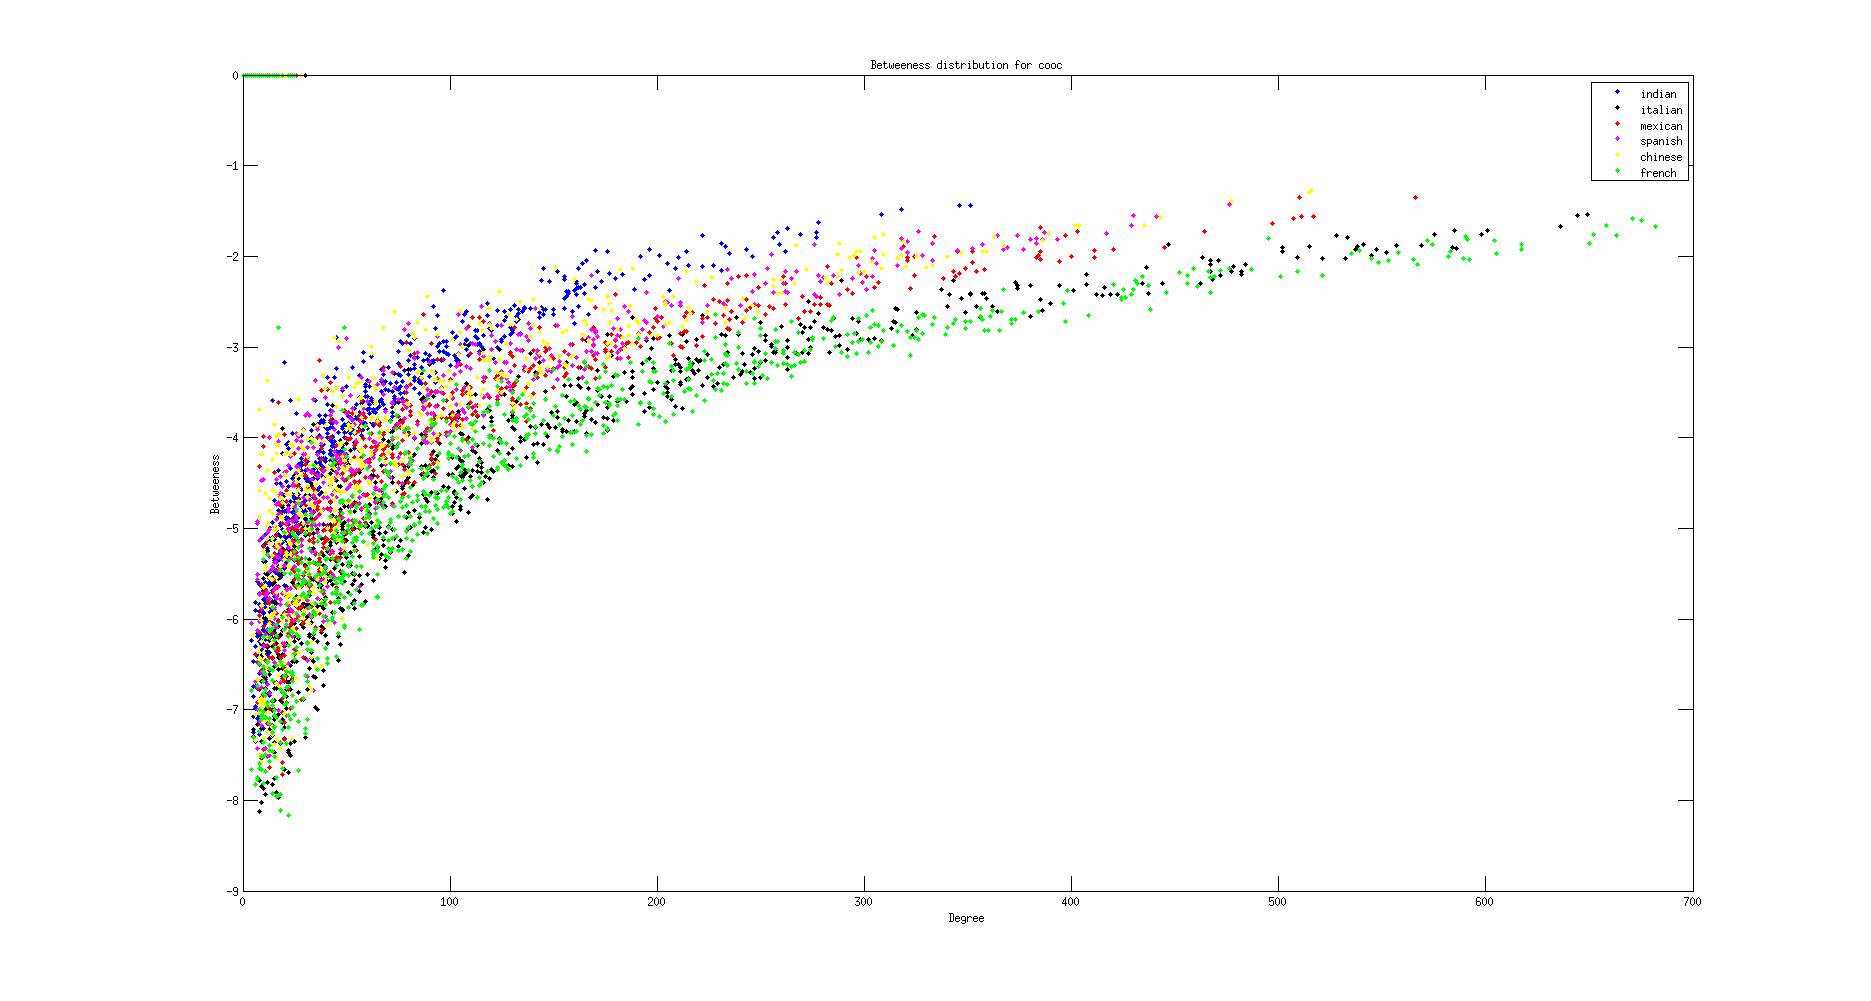 Betweeness distribution for cooc
0
-1
-2
-3
-4
-5
-6
-7
-8
-9
Betweeness
indian
italian
mexican
spanish
chinese
french
0 100 200 300 400 500 600 700
Degree